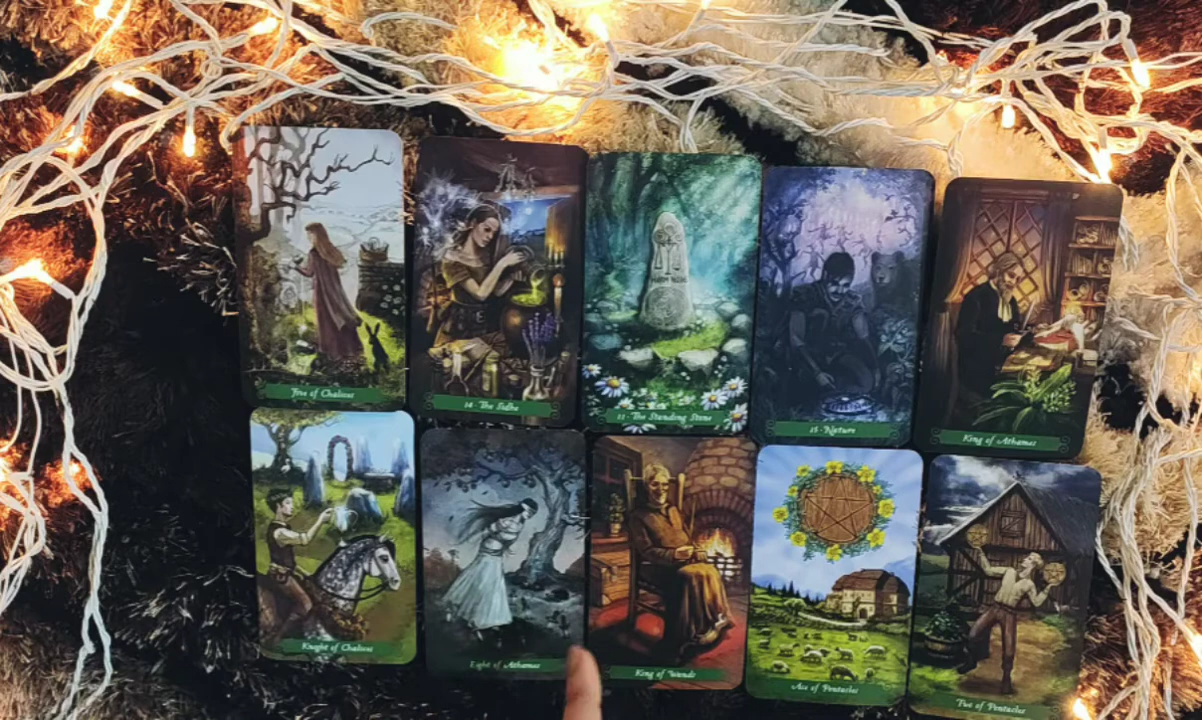 Five of Chalices
14 · The Sidhe
11 · The Standing Stone
15 · Nature
King of Athames
Knight of Chalices
Eight of Athames
King of Wands
Ace of Pentacles
Two of Pentacles